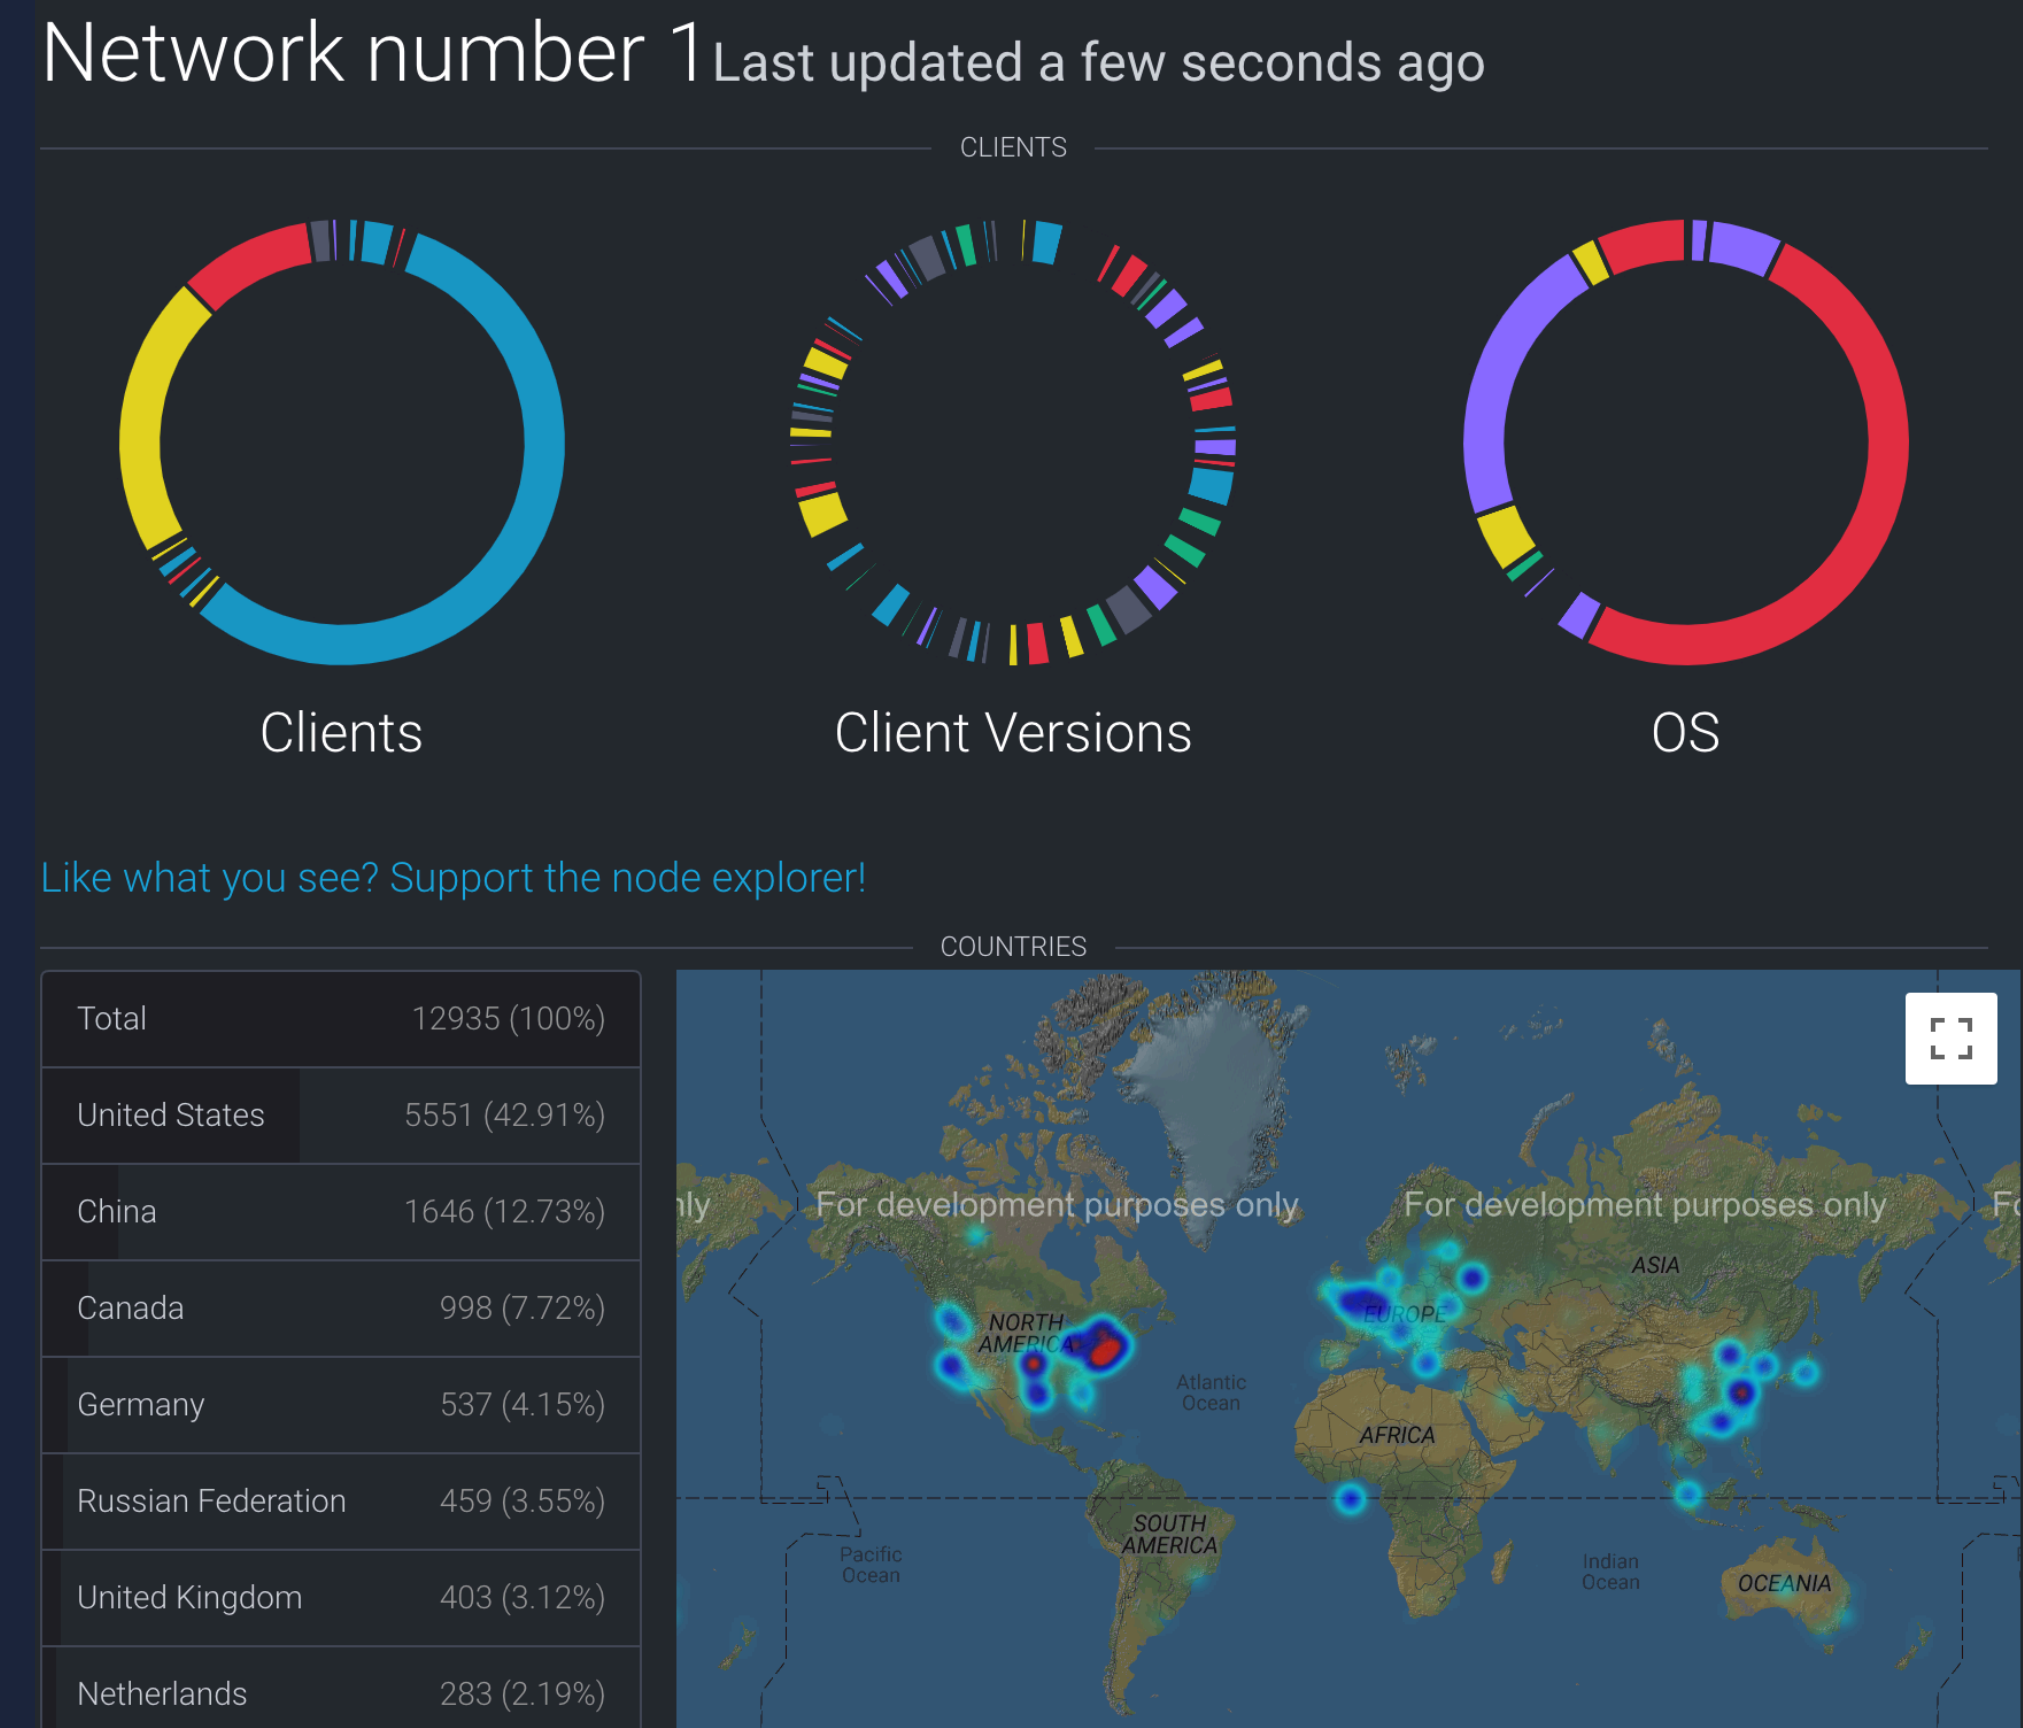 Network number 1 Last updated a few seconds ago
CLIENTS
Clients
Client Versions
OS
Like what you see? Support the node explorer!
COUNTRIES
Total 12935 (100%)
United States 5551 (42.91%)
China 1646 (12.73%)
Canada 998 (7.72%)
Germany 537 (4.15%)
Russian Federation 459 (3.55%)
United Kingdom 403 (3.12%)
Netherlands 283 (2.19%)
nly
For development purposes only
For development purposes only
Fo
ASIA
NORTH
AMERICA
EUROPE
Atlantic
Ocean
AFRICA
SOUTH
AMERICA
Pacific
Ocean
Indian
Ocean
OCEANIA